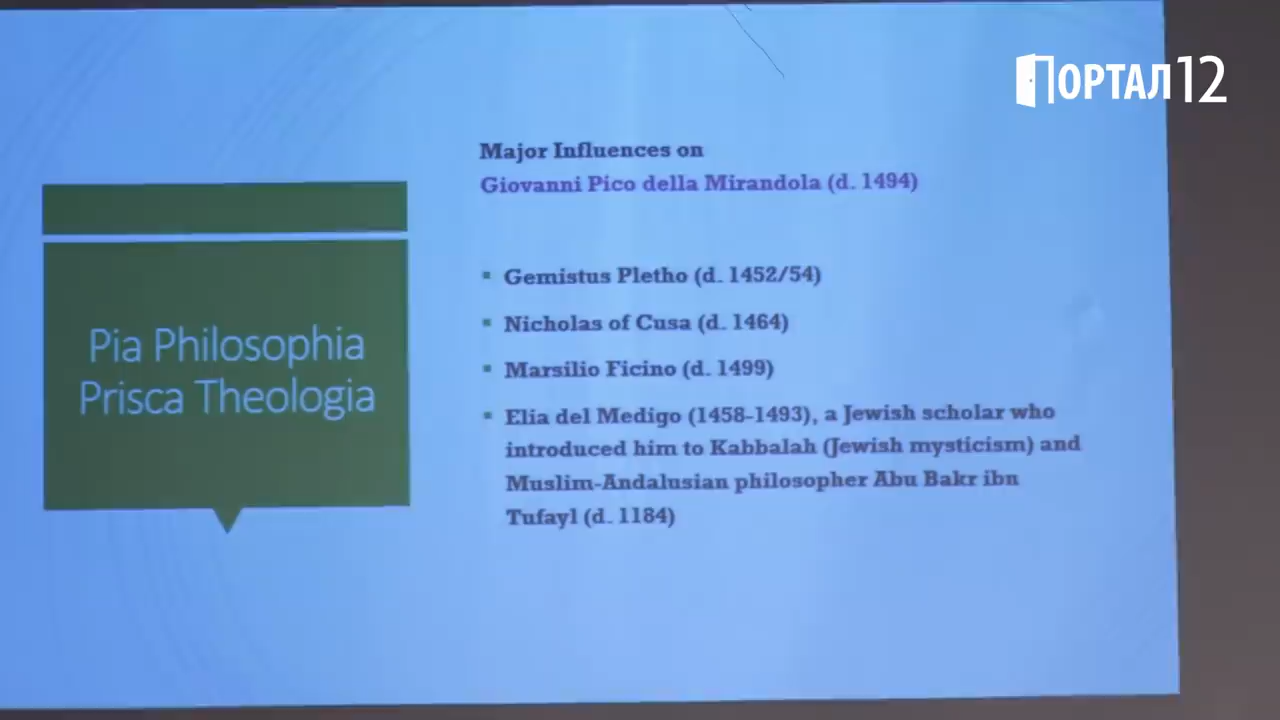 ПОРТАЛ12
Major Influences on
Giovanni Pico della Mirandola (d. 1494)
Pia Philosophia
Prisca Theologia
▪ Gemistus Pletho (d. 1452/54)
▪ Nicholas of Cusa (d. 1464)
▪ Marsilio Ficino (d. 1499)
▪ Elia del Medigo (1458-1493), a Jewish scholar who
introduced him to Kabbalah (Jewish mysticism) and
Muslim-Andalusian philosopher Abu Bakr ibn
Tufayl (d. 1184)